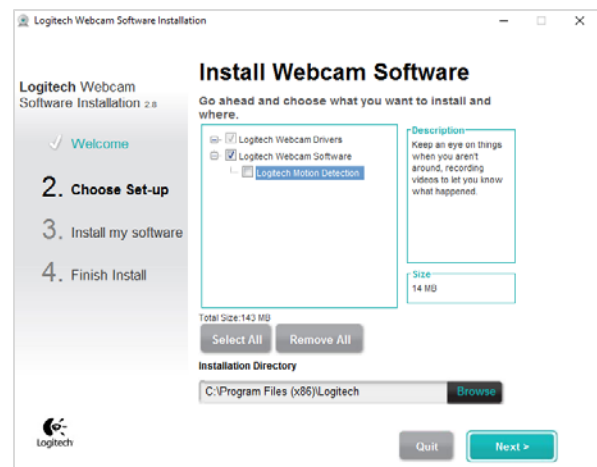 Logitech Webcam Software Installation
Logitech Webcam
Software Installation 2.8
Welcome
2. Choose Set-up
3. Install my software
4. Finish Install
Logitech
Install Webcam Software
Go ahead and choose what you want to install and
where.
Logitech Webcam Drivers
Logitech Webcam Software
Logitech Motion Detection
Description
Keep an eye on things
when you aren't
around, recording
videos to let you know
what happened.
Size
14 MB
Total Size:143 MB
Select All
Remove All
Installation Directory
C:\Program Files (x86)\Logitech
Browse
Quit
Next >